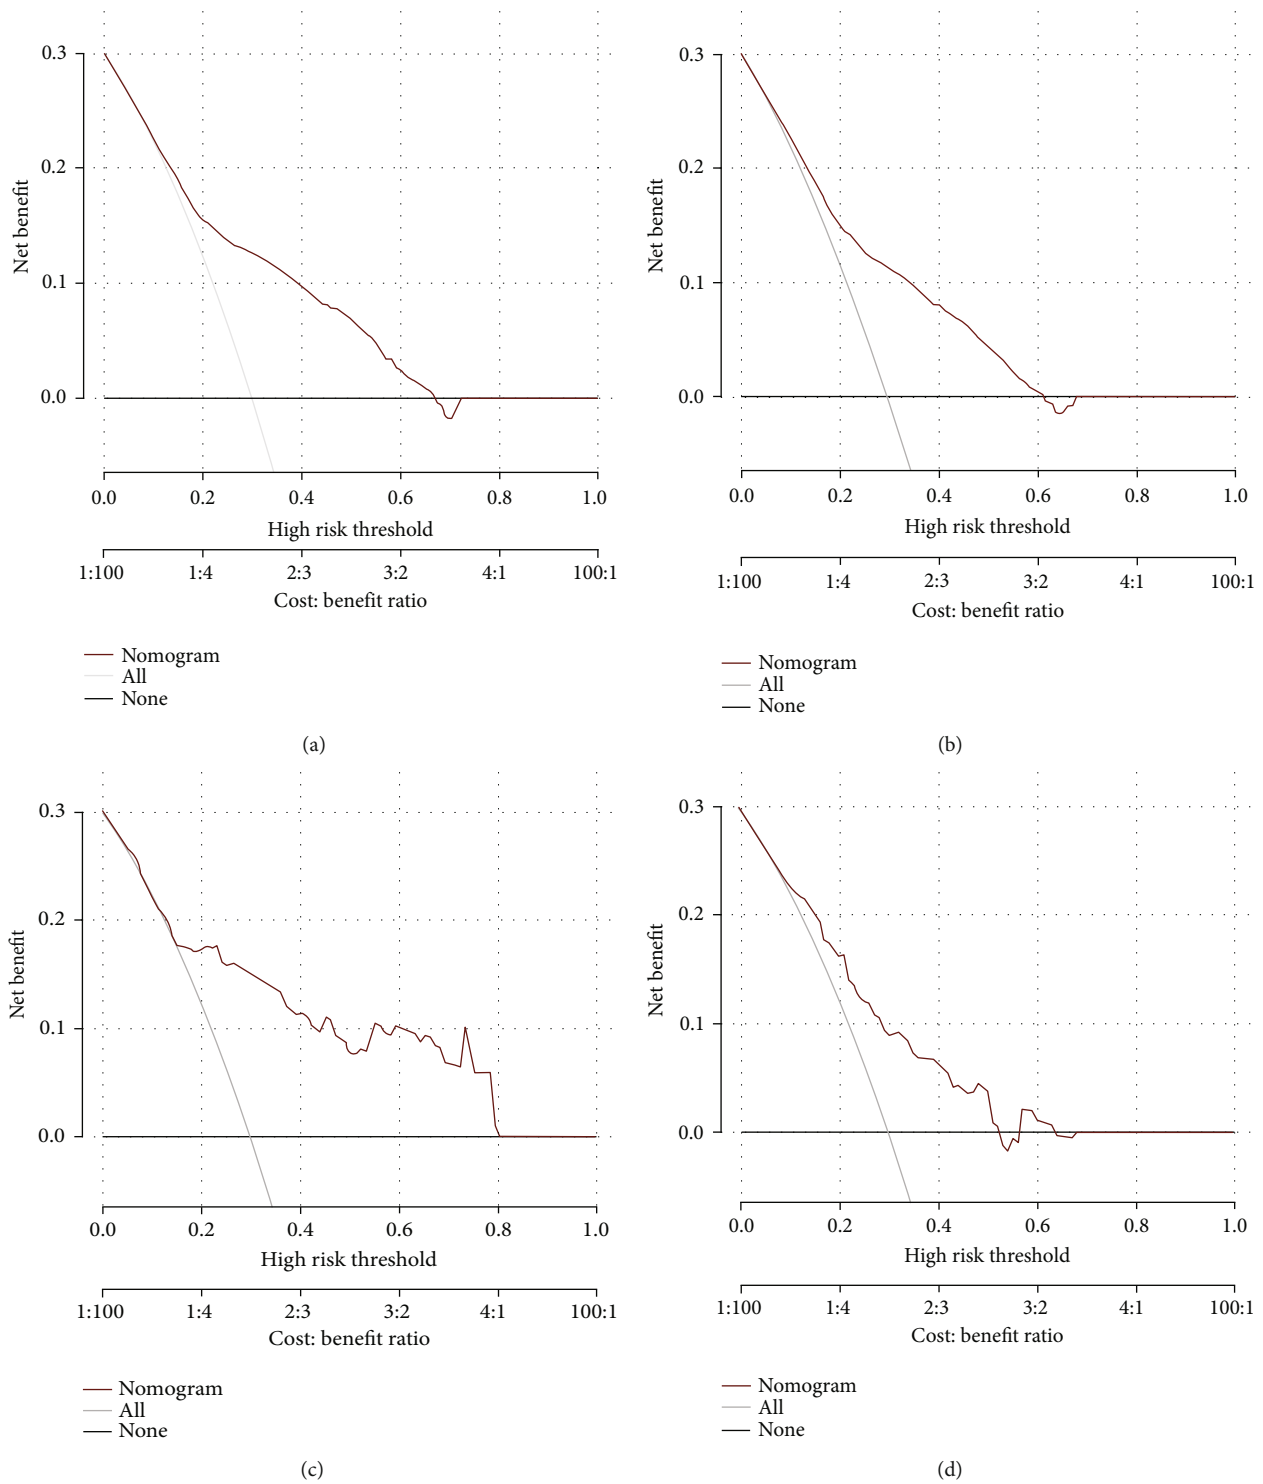 0.3
0.2
0.1
0.0
Net benefit
0.0 0.2 0.4 0.6 0.8 1.0
High risk threshold
1:100 1:4 2:3 3:2 4:1 100:1
Cost: benefit ratio
Nomogram
All
None
(a)
0.3
0.2
0.1
0.0
Net benefit
0.0 0.2 0.4 0.6 0.8 1.0
High risk threshold
1:100 1:4 2:3 3:2 4:1 100:1
Cost: benefit ratio
Nomogram
All
None
(b)
0.3
0.2
0.1
0.0
Net benefit
0.0 0.2 0.4 0.6 0.8 1.0
High risk threshold
1:100 1:4 2:3 3:2 4:1 100:1
Cost: benefit ratio
Nomogram
All
None
(c)
0.3
0.2
0.1
0.0
Net benefit
0.0 0.2 0.4 0.6 0.8 1.0
High risk threshold
1:100 1:4 2:3 3:2 4:1 100:1
Cost: benefit ratio
Nomogram
All
None
(d)